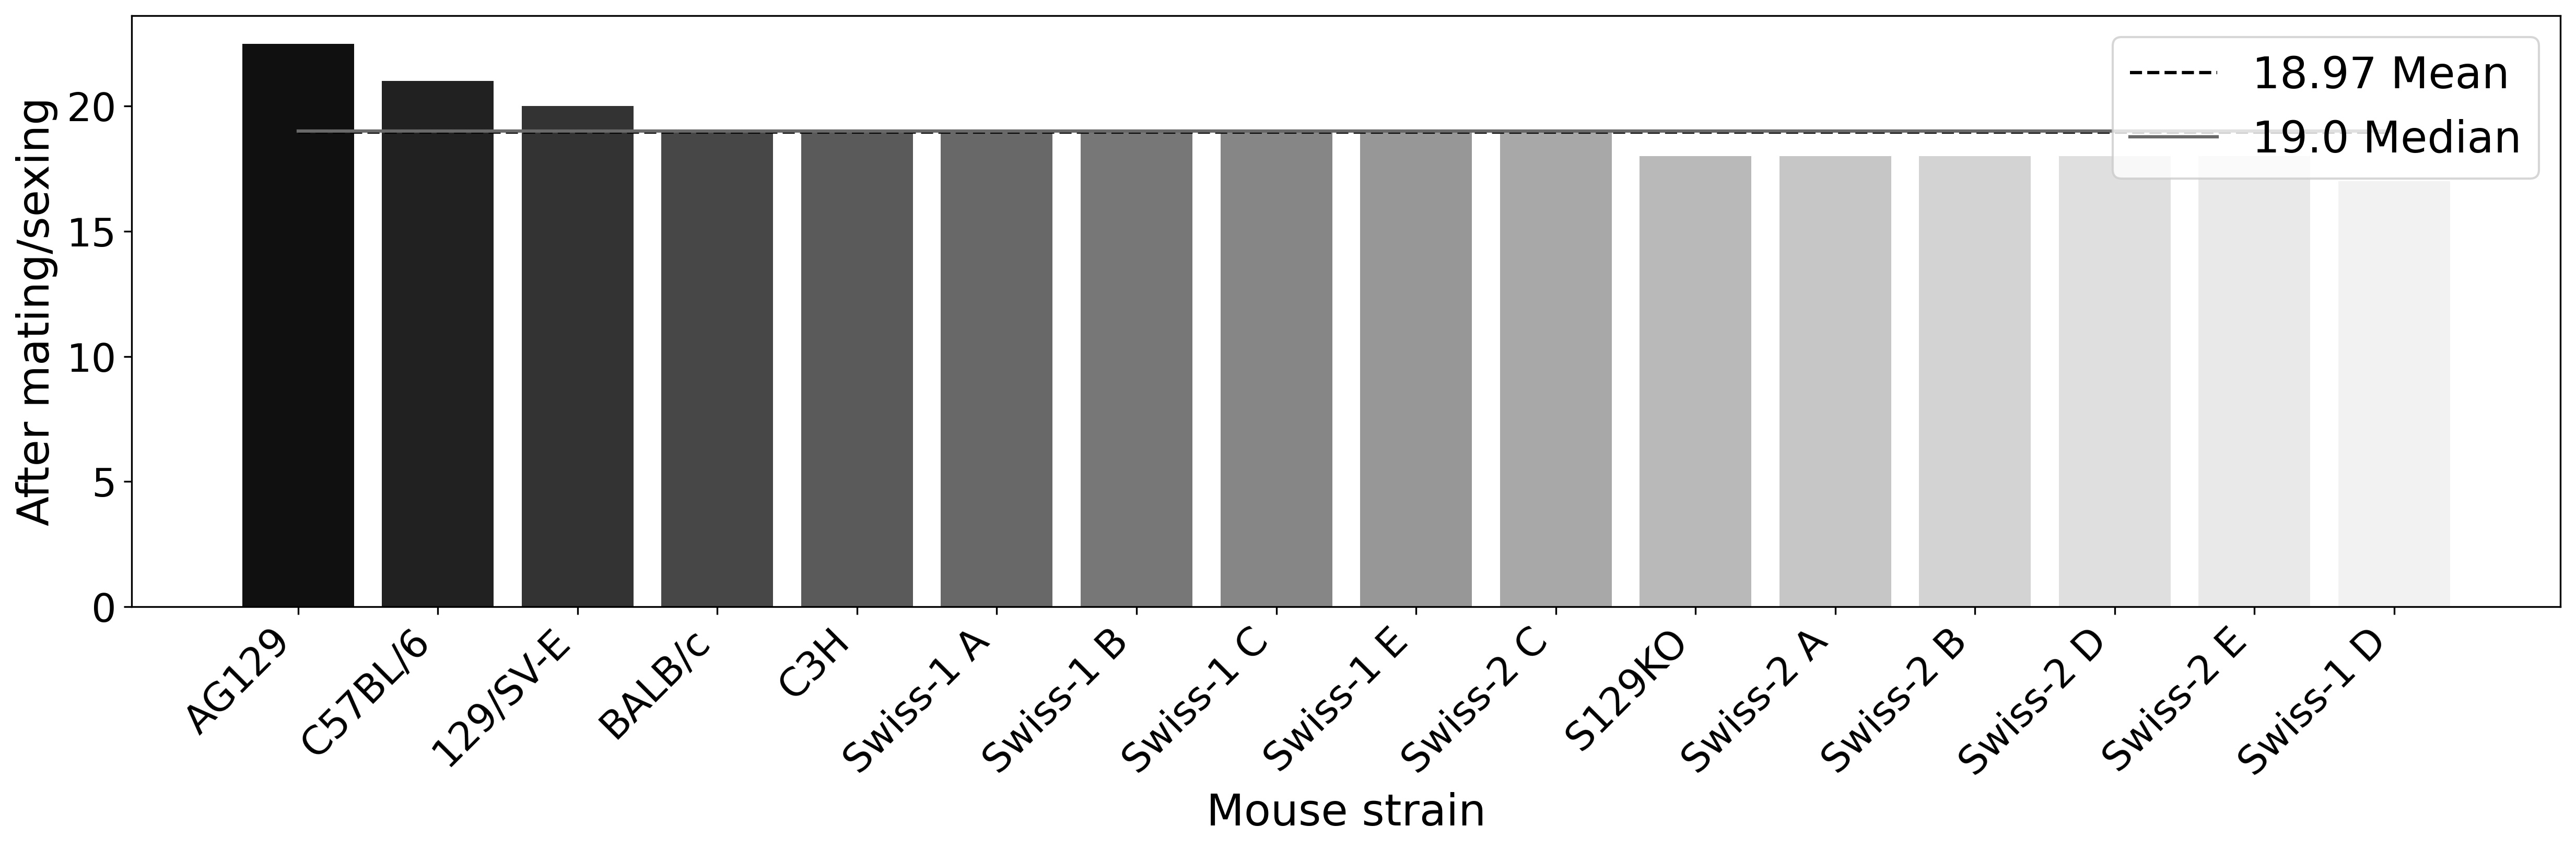 18.97 Mean
19.0 Median
After mating/sexing
20
15
10
5
0
AG129
C57BL/6
129/SV-E
BALB/c
C3H
Swiss-1 A
Swiss-1 B
Swiss-1 C
Swiss-1 E
Swiss-2 C
S129KO
Swiss-2 A
Swiss-2 B
Swiss-2 D
Swiss-2 E
Swiss-1 D
Mouse strain